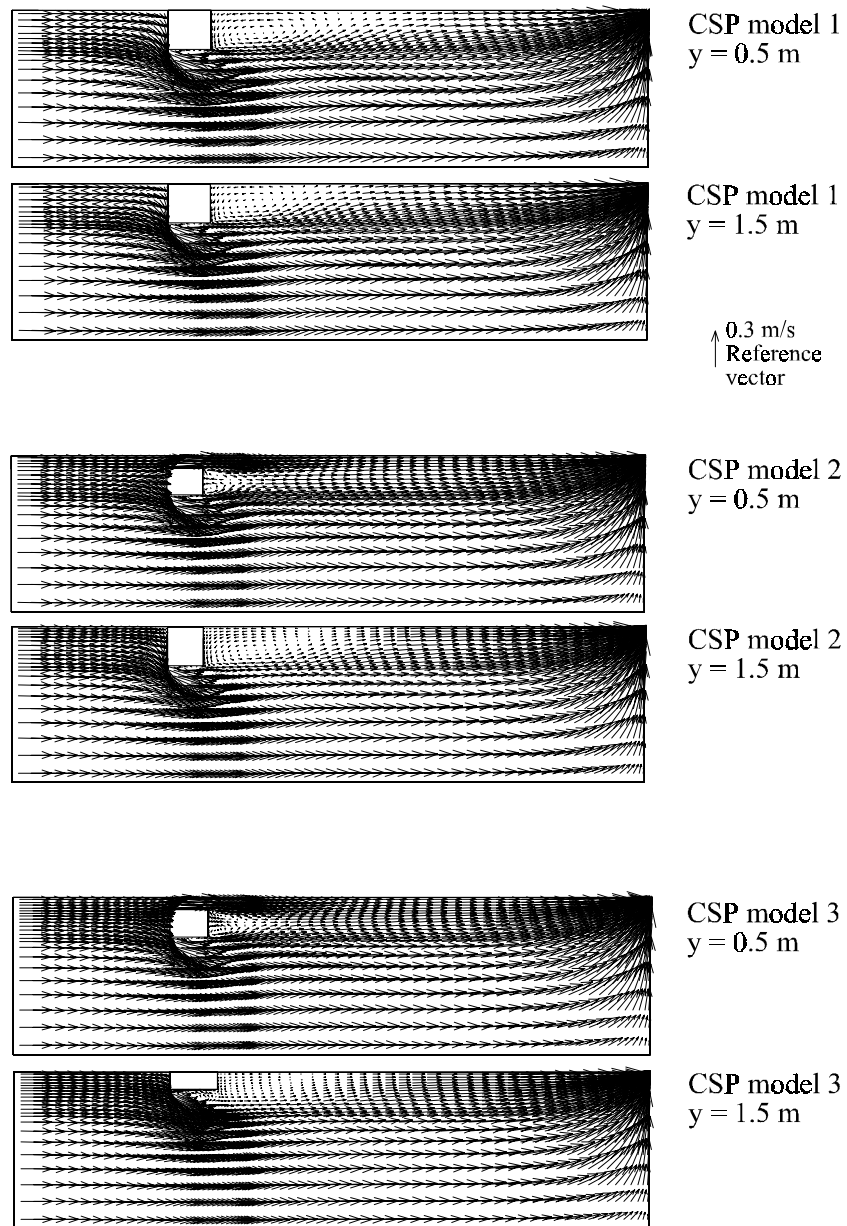 CSP model 1
y = 0.5 m
CSP model 1
y = 1.5 m
0.3 m/s
Reference
vector
CSP model 2
y = 0.5 m
CSP model 2
y = 1.5 m
CSP model 3
y = 0.5 m
CSP model 3
y = 1.5 m